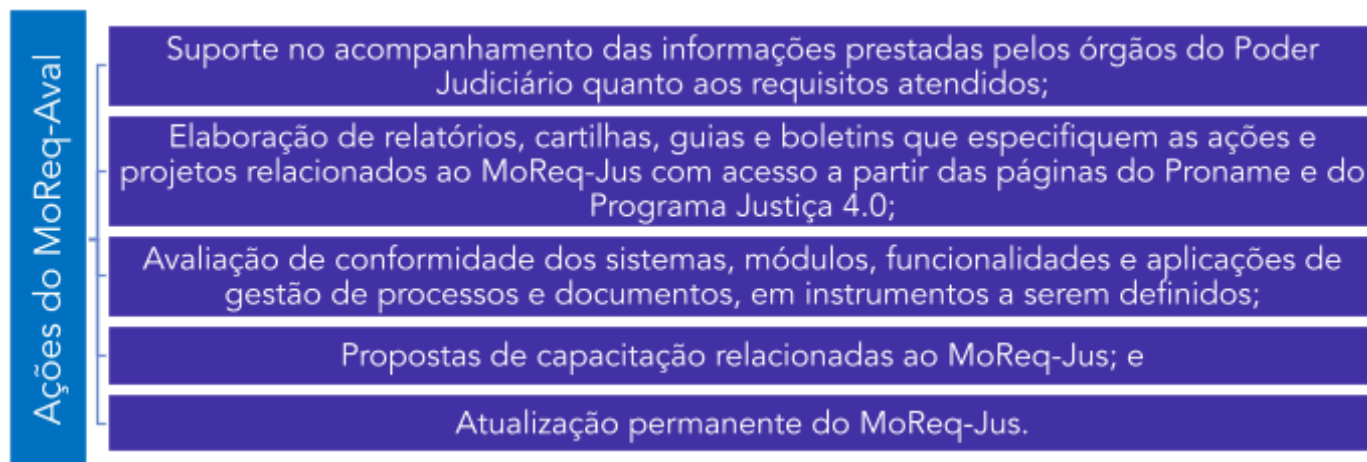 Ações do MoReq-Aval
Suporte no acompanhamento das informações prestadas pelos órgãos do Poder
Judiciário quanto aos requisitos atendidos;
Elaboração de relatórios, cartilhas, guias e boletins que especifiquem as ações e
projetos relacionados ao MoReq-Jus com acesso a partir das páginas do Proname e do
Programa Justiça 4.0;
Avaliação de conformidade dos sistemas, módulos, funcionalidades e aplicações de
gestão de processos e documentos, em instrumentos a serem definidos;
Propostas de capacitação relacionadas ao MoReq-Jus; e
Atualização permanente do MoReq-Jus.